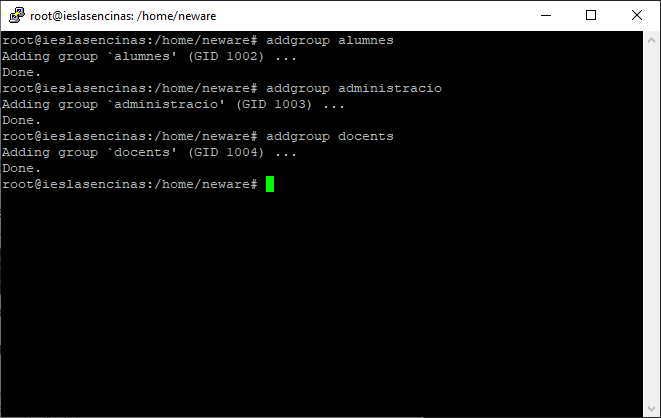 root@ieslasencinas: /home/neware
root@ieslasencinas:/home/neware# addgroup alumnes
Adding group `alumnes' (GID 1002) ...
Done.
root@ieslasencinas:/home/neware# addgroup administracio
Adding group `administracio' (GID 1003) ...
Done.
root@ieslasencinas:/home/neware# addgroup docents
Adding group `docents' (GID 1004) ...
Done.
root@ieslasencinas:/home/neware#